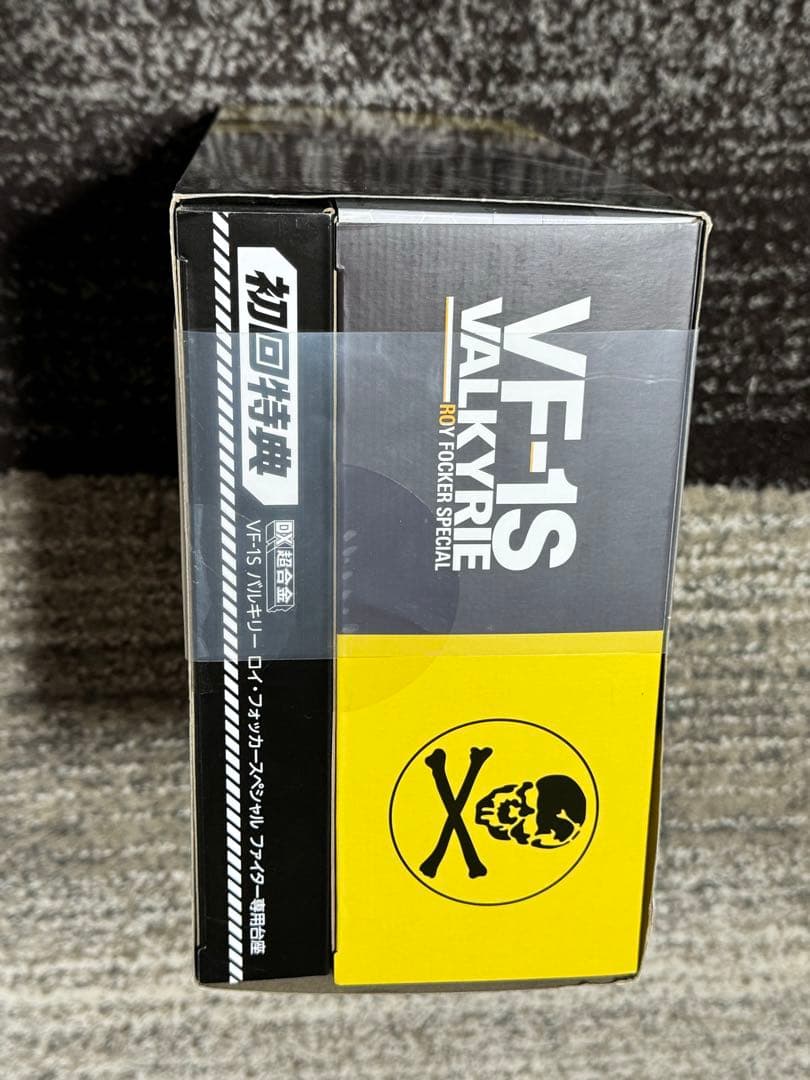 VF-1S
VALKYRIE
ROY FOCKER SPECIAL
初回特典
DX超合金
VF-1S バルキリー ロイ・フォッカースペシャル ファイター専用台座